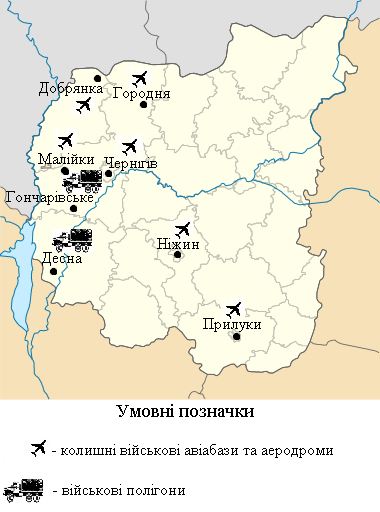 Добрянка
Городня
Малійки
Чернігів
Гончарівське
Ніжин
Десна
Прилуки
Умовні позначки
- колишні військові авіабази та аеродроми
- військові полігони